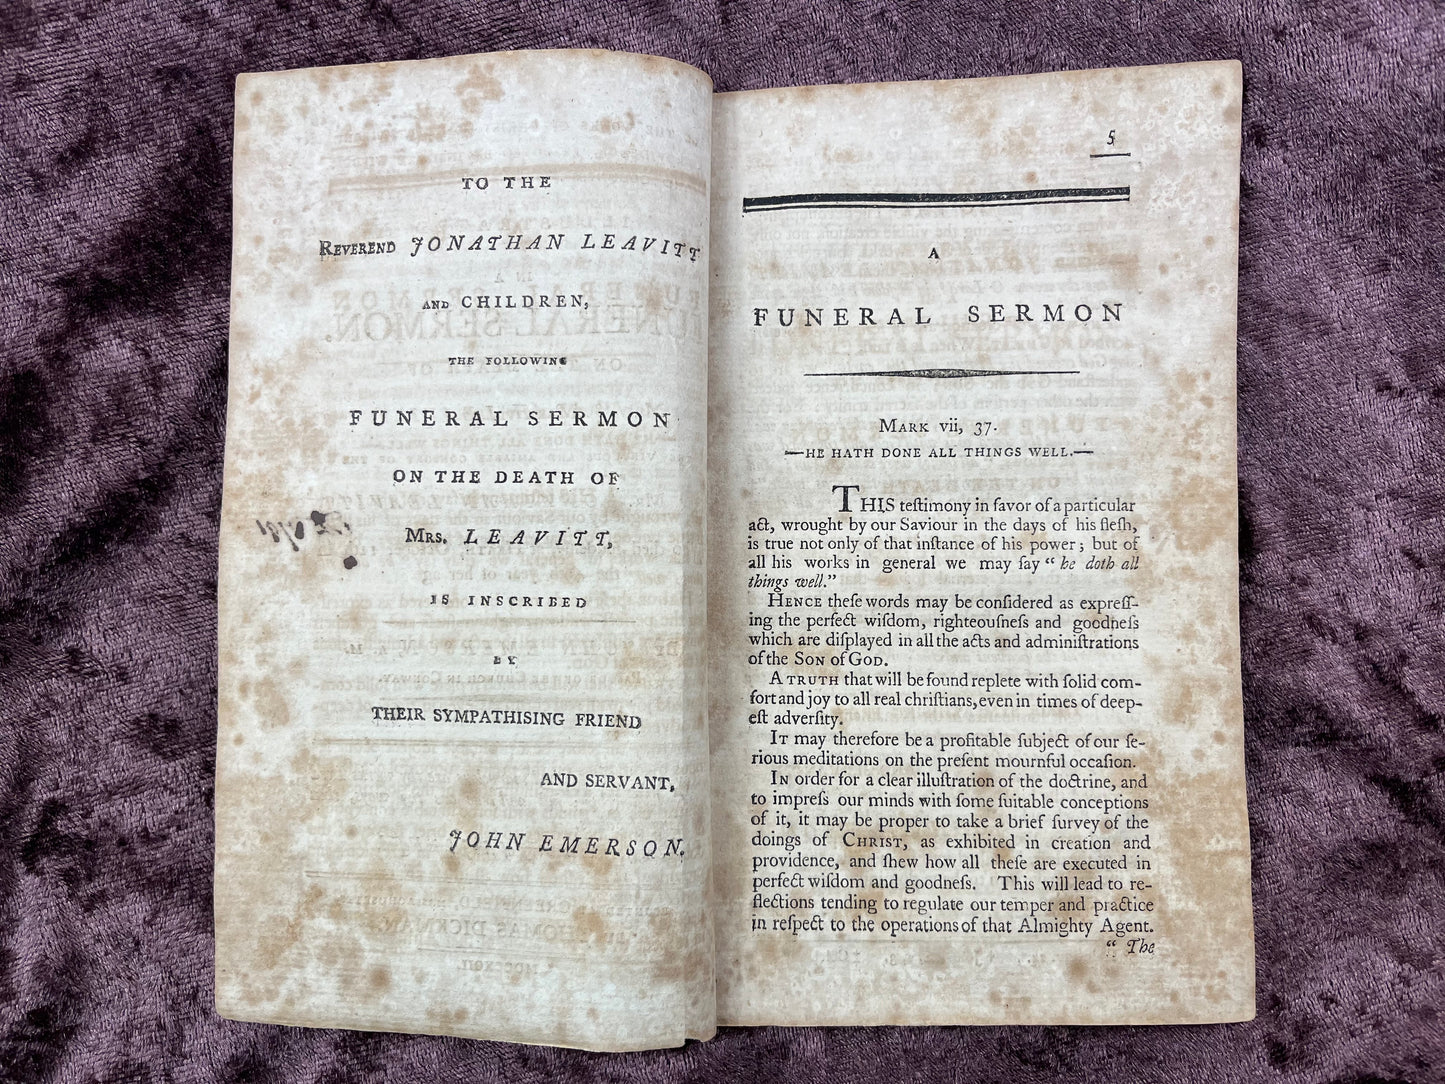 TO THE
REVEREND JONATHAN LEAVITT
AND CHILDREN,
THE FOLLOWING
FUNERAL SERMON
ON THE DEATH OF
MRS. LEAVITT,
IS INSCRIBED
BY
THEIR SYMPATHISING FRIEND
AND SERVANT,
JOHN EMERSON.
5
A
FUNERAL SERMON
MARK vii, 37.
—HE HATH DONE ALL THINGS WELL.—
THIS teſtimony in favor of a particular
act, wrought by our Saviour in the days of his fleſh,
is true not only of that inſtance of his power; but of
all his works in general we may ſay “ he doth all
things well.”
HENCE theſe words may be conſidered as expreſſ-
ing the perfect wiſdom, righteouſneſs and goodneſs
which are diſplayed in all the acts and adminiſtrations
of the SON of GOD.
A TRUTH that will be found replete with ſolid com-
fort and joy to all real chriſtians, even in times of deep-
eſt adverſity.
IT may therefore be a profitable ſubject of our ſe-
rious meditations on the preſent mournful occaſion.
IN order for a clear illuſtration of the doctrine, and
to impreſs our minds with ſome ſuitable conceptions
of it, it may be proper to take a brief ſurvey of the
doings of CHRIST, as exhibited in creation and
providence, and ſhew how all theſe are executed in
perfect wiſdom and goodneſs. This will lead to re-
flections tending to regulate our temper and practice
in reſpect to the operations of that Almighty Agent.
“ The